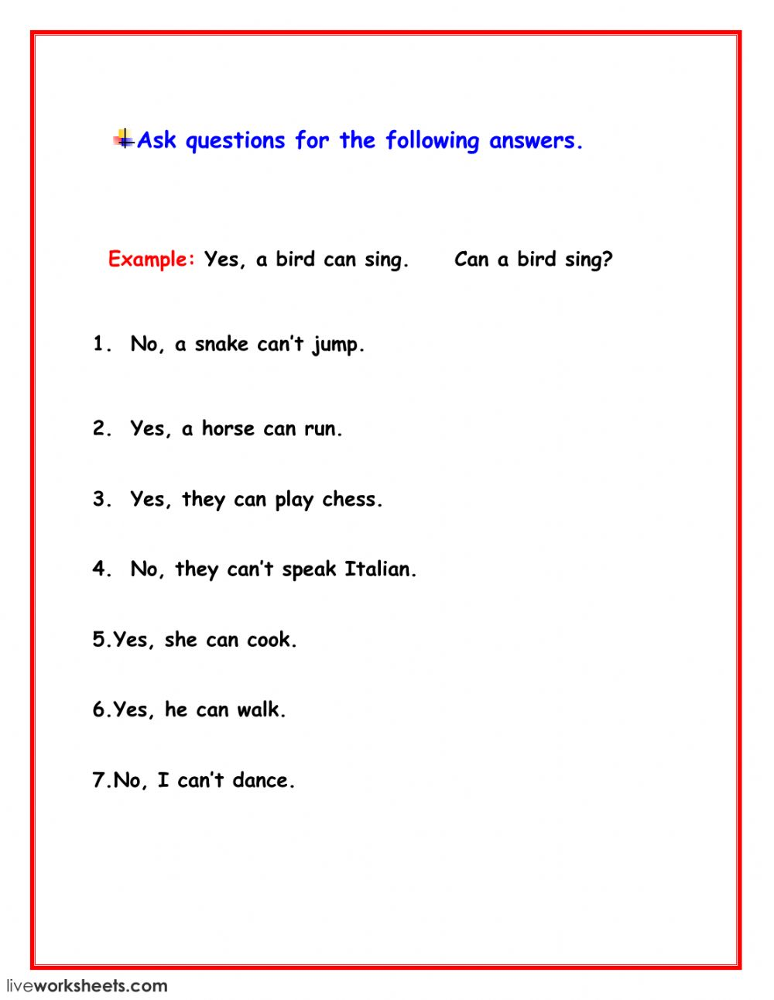 Ask questions for the following answers.
Example: Yes, a bird can sing. Can a bird sing?
1. No, a snake can't jump.
2. Yes, a horse can run.
3. Yes, they can play chess.
4. No, they can't speak Italian.
5.Yes, she can cook.
6.Yes, he can walk.
7.No, I can't dance.
liveworksheets.com